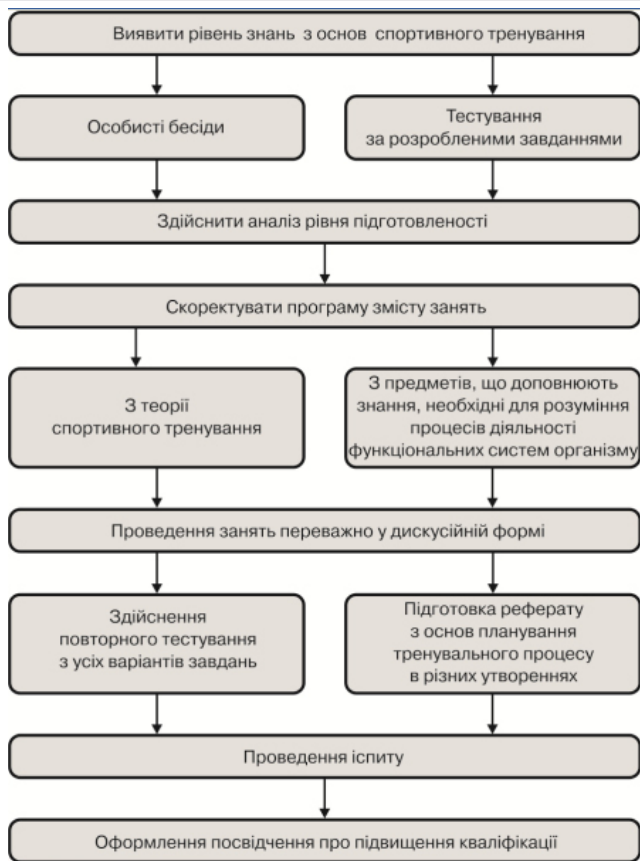 Виявити рівень знань з основ спортивного тренування
Особисті бесіди
Тестування
за розробленими завданнями
Здійснити аналіз рівня підготовленості
Скоректувати програму змісту занять
З теорії
спортивного тренування
З предметів, що доповнюють
знання, необхідні для розуміння
процесів діяльності
функціональних систем організму
Проведення занять переважно у дискусійній формі
Здійснення
повторного тестування
з усіх варіантів завдань
Підготовка реферату
з основ планування
тренувального процесу
в різних утвореннях
Проведення іспиту
Оформлення посвідчення про підвищення кваліфікації